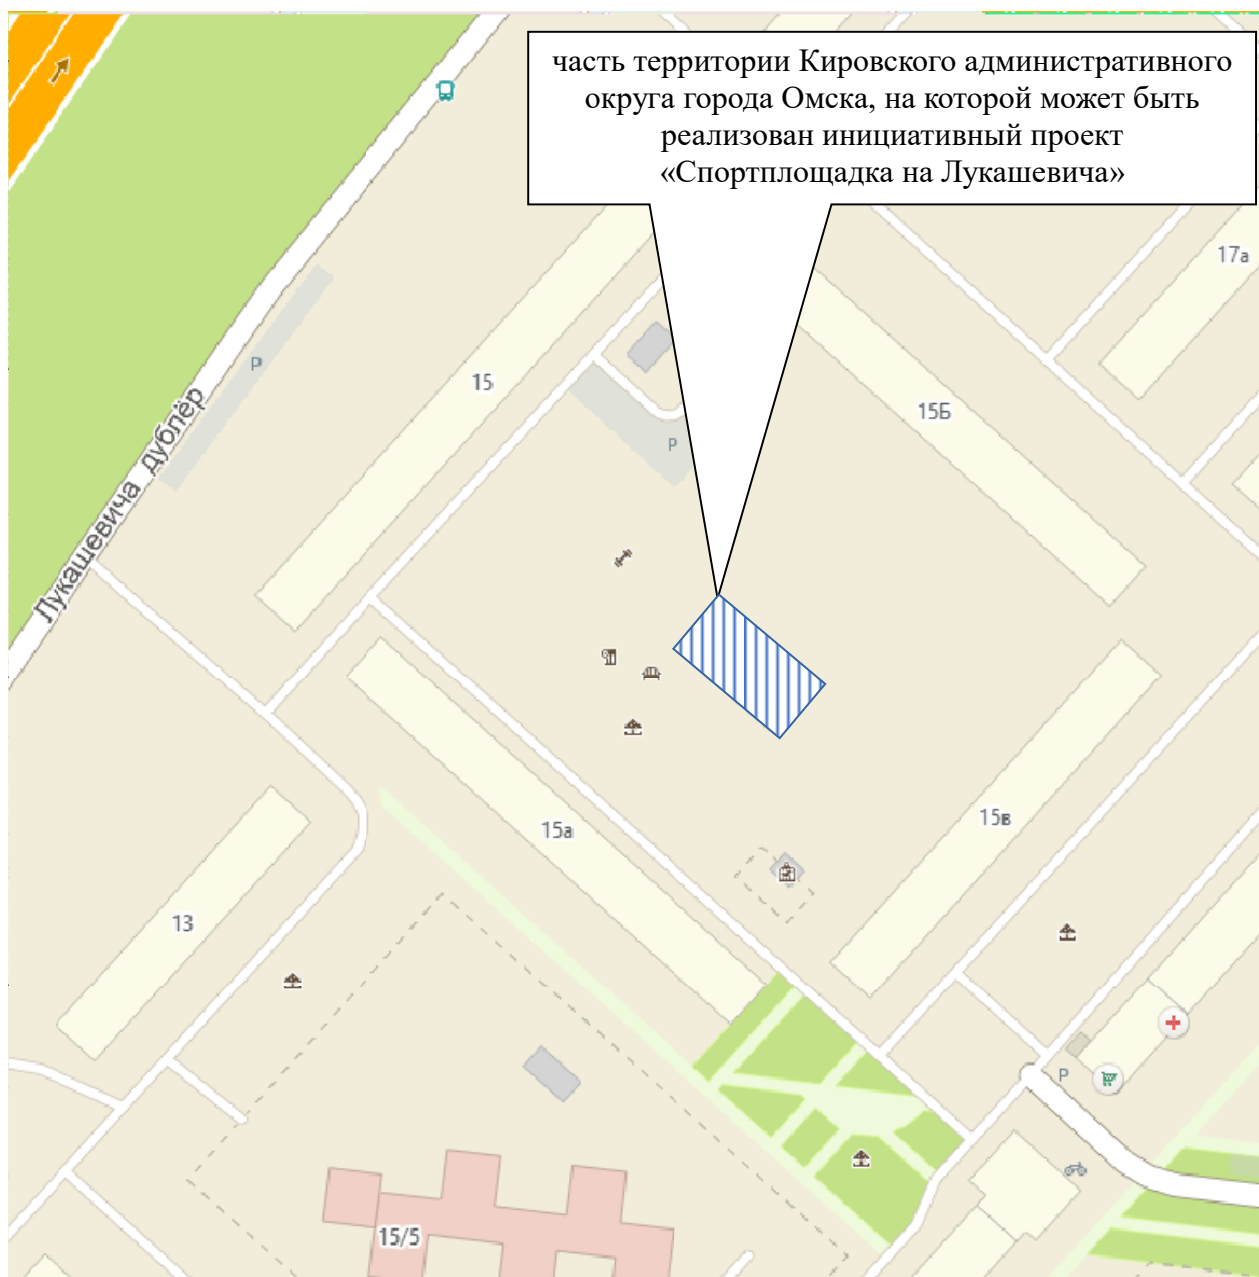 часть территории Кировского административного
округа города Омска, на которой может быть
реализован инициативный проект
«Спортплощадка на Лукашевича»
17а
P
15
15Б
P
Лукашевича дублёр
15а
15в
13
P
15/5